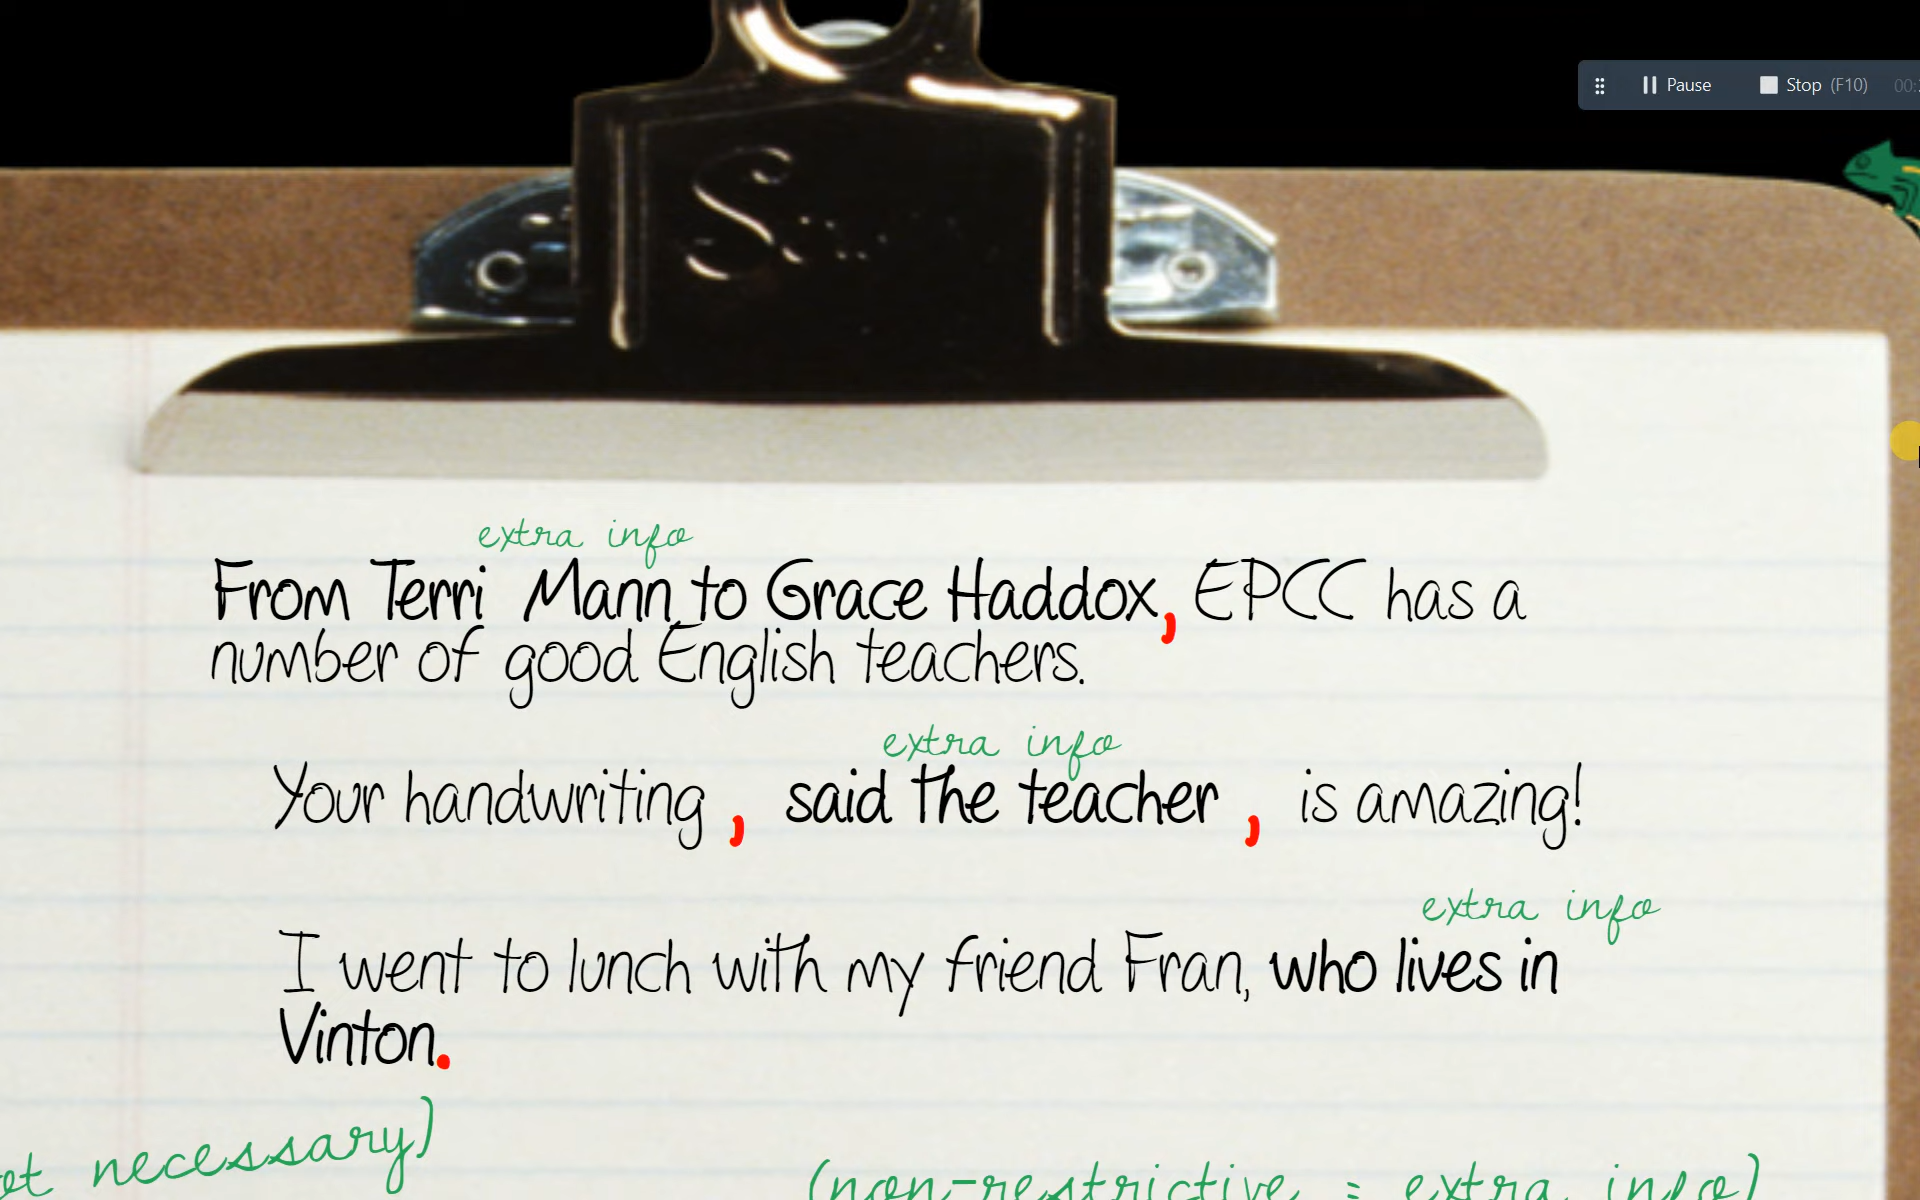 Pause Stop (F10) 00:
extra info
From Terri Mann to Grace Haddox, EPCC has a
number of good English teachers.
extra info
Your handwriting , said the teacher , is amazing!
extra info
I went to lunch with my friend Fran, who lives in
Vinton.
necessary)
(non-restrictive = extra info)